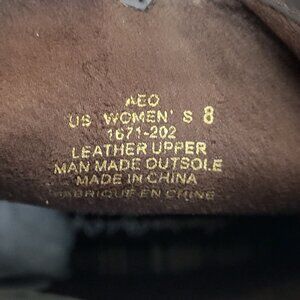 AEO
US WOMEN' S 8
1671-202
LEATHER UPPER
MAN MADE OUTSOLE
MADE IN CHINA
FABRIQUE EN CHINE